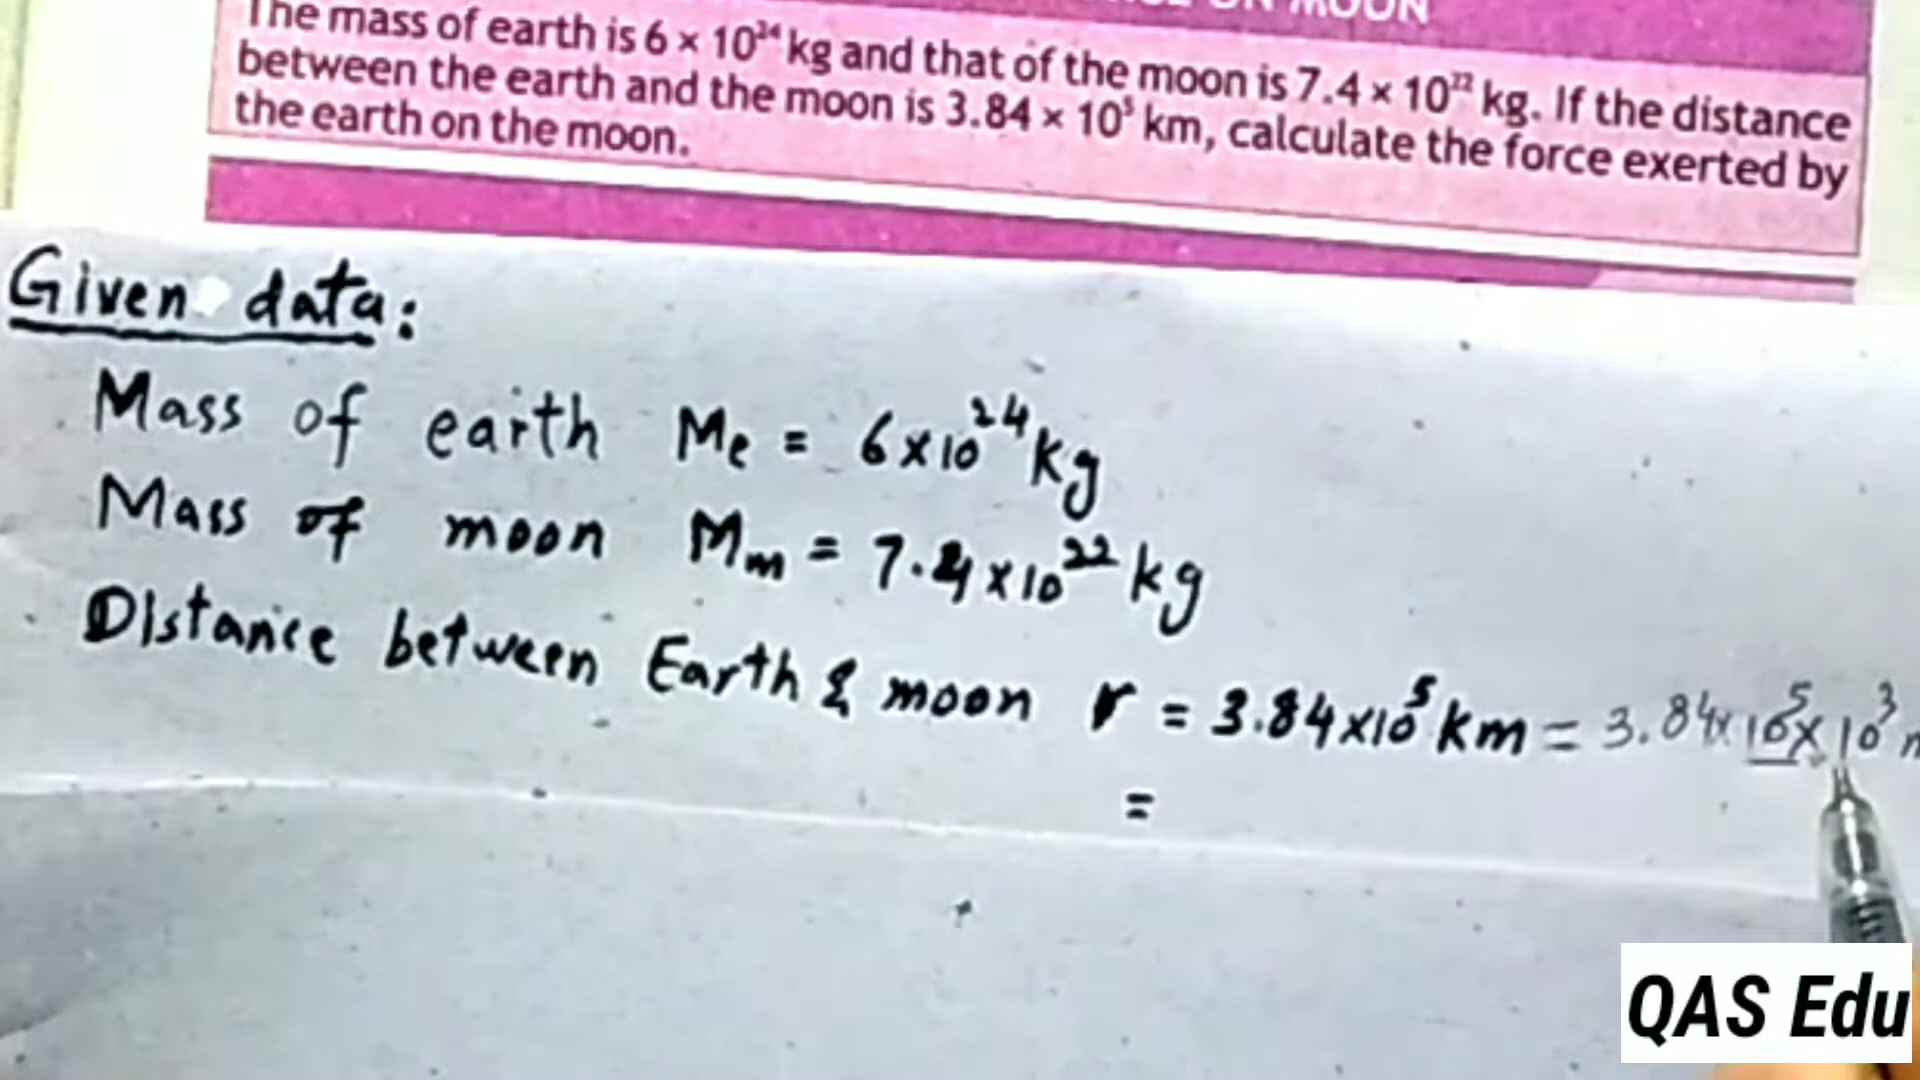 ON MOON
The mass of earth is 6 × 10²⁴ kg and that of the moon is 7.4 × 10²² kg. If the distance
between the earth and the moon is 3.84 × 10⁵ km, calculate the force exerted by
the earth on the moon.
Given data:
Mass of earth Me = 6×10²⁴ kg
Mass of moon Mm = 7.4×10²² kg
Distance between Earth & moon r = 3.84×10⁵ km = 3.84×10⁵×10³
=
QAS Edu